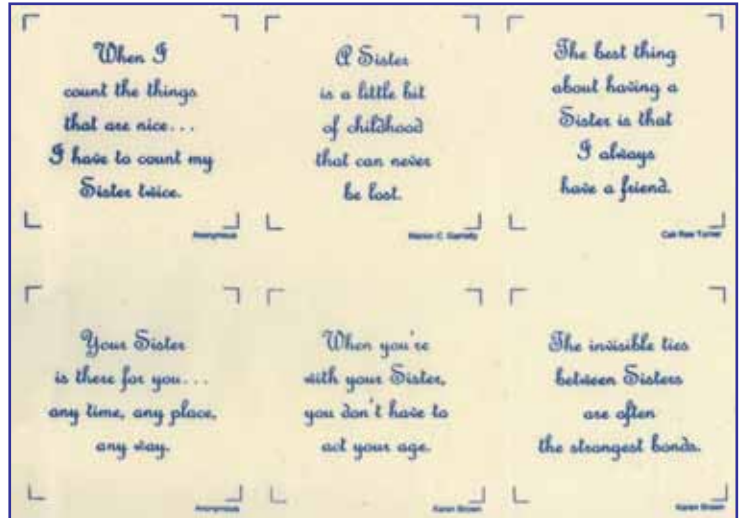 When I
count the things
that are nice...
I have to count my
Sister twice.
Anonymous
A Sister
is a little bit
of childhood
that can never
be lost.
Marion C. Garretty
The best thing
about having a
Sister is that
I always
have a friend.
Cali Rae Turner
Your Sister
is there for you...
any time, any place,
any way.
Anonymous
When you're
with your Sister,
you don't have to
act your age.
Karen Brown
The invisible ties
between Sisters
are often
the strongest bonds.
Karen Brown